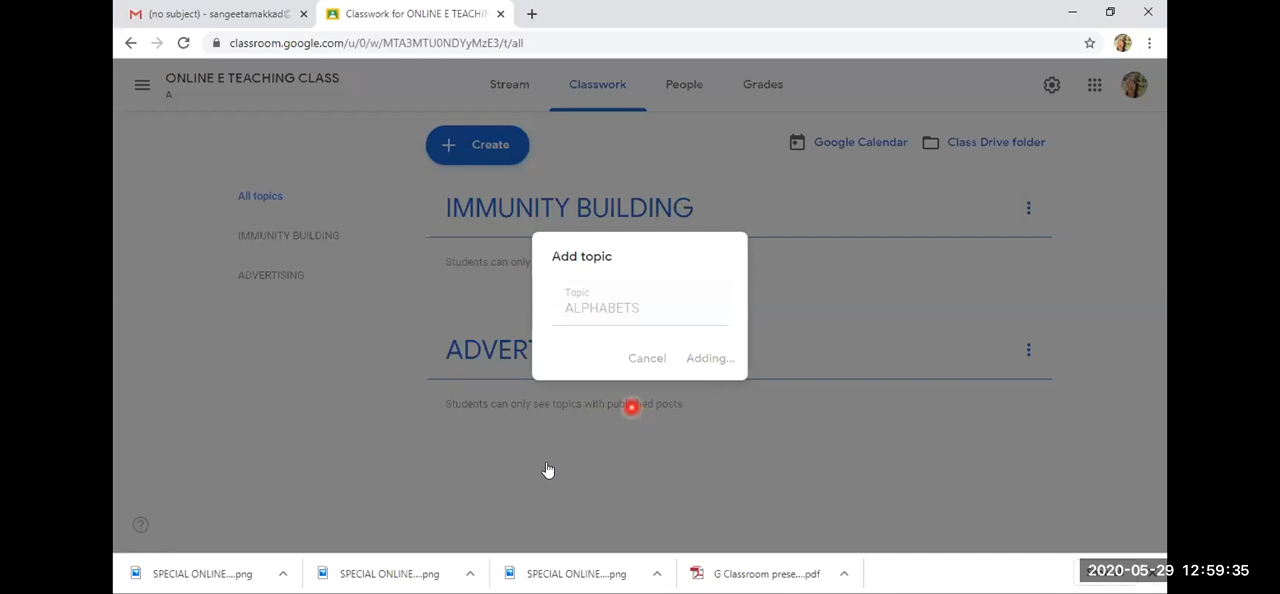 (no subject) - sangeetamakkad@
Classwork for ONLINE E TEACHIN
classroom.google.com/u/0/w/MTA3MTU0NDYyMzE3/t/all
ONLINE E TEACHING CLASS
A
Stream
Classwork
People
Grades
Create
Google Calendar
Class Drive folder
All topics
IMMUNITY BUILDING
ADVERTISING
IMMUNITY BUILDING
Students can only
Add topic
Topic
ALPHABETS
Cancel
Adding...
ADVERT
Students can only see topics with published posts
SPECIAL ONLINE....png
SPECIAL ONLINE....png
SPECIAL ONLINE....png
G Classroom prese....pdf
2020-05-29 12:59:35